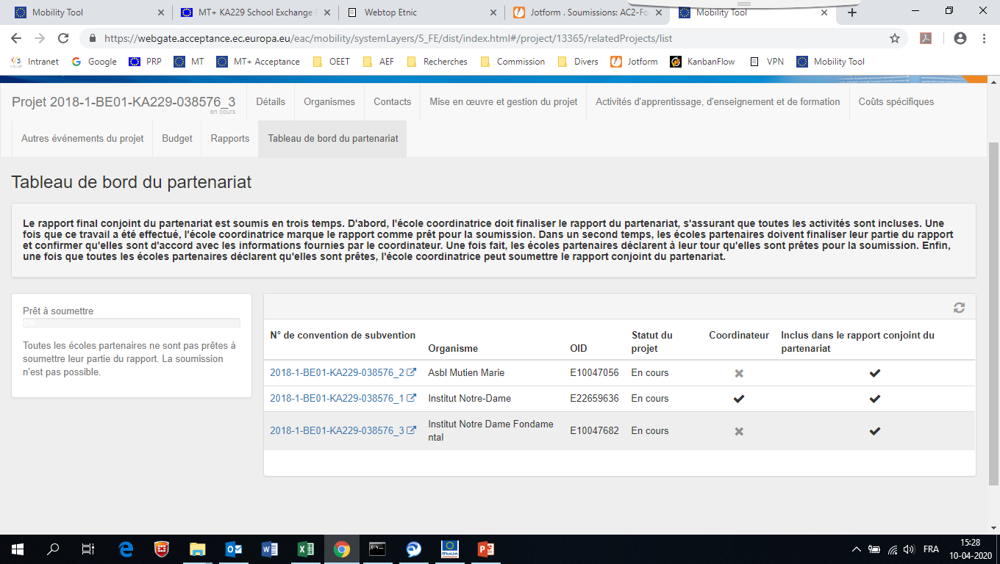 Mobility Tool
MT+ KA229 School Exchange
Webtop Etnic
Jotform . Soumissions: AC2-Fo
Mobility Tool
https://webgate.acceptance.ec.europa.eu/eac/mobility/systemLayers/5_FE/dist/index.html#/project/13365/relatedProjects/list
Intranet Google PRP MT MT+ Acceptance OEET AEF Recherches Commission Divers Jotform KanbanFlow VPN Mobility Tool
Projet 2018-1-BE01-KA229-038576_3
en cours
Détails Organismes Contacts Mise en œuvre et gestion du projet Activités d'apprentissage, d'enseignement et de formation Coûts spécifiques
Autres événements du projet Budget Rapports Tableau de bord du partenariat
Tableau de bord du partenariat
Le rapport final conjoint du partenariat est soumis en trois temps. D'abord, l'école coordinatrice doit finaliser le rapport du partenariat, s'assurant que toutes les activités sont incluses. Une
fois que ce travail a été effectué, l'école coordinatrice marque le rapport comme prêt pour la soumission. Dans un second temps, les écoles partenaires doivent finaliser leur partie du rapport
et confirmer qu'elles sont d'accord avec les informations fournies par le coordinateur. Une fois fait, les écoles partenaires déclarent à leur tour qu'elles sont prêtes pour la soumission. Enfin,
une fois que toutes les écoles partenaires déclarent qu'elles sont prêtes, l'école coordinatrice peut soumettre le rapport conjoint du partenariat.
Prêt à soumettre
0%
Toutes les écoles partenaires ne sont pas prêtes à
soumettre leur partie du rapport. La soumission
n'est pas possible.
N° de convention de subvention
Organisme
OID
Statut du
projet
Coordinateur
Inclus dans le rapport conjoint du
partenariat
2018-1-BE01-KA229-038576_2 Asbl Mutien Marie E10047056 En cours
2018-1-BE01-KA229-038576_1 Institut Notre-Dame E22659636 En cours
2018-1-BE01-KA229-038576_3 Institut Notre Dame Fondame
ntal
E10047682 En cours
FRA
15:28
10-04-2020